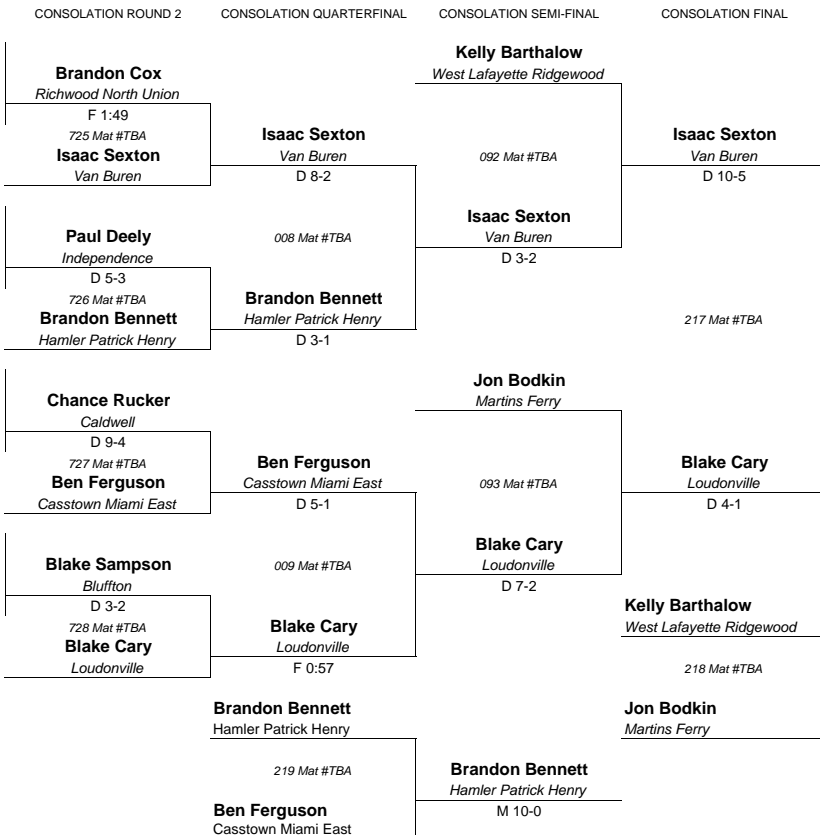 CONSOLATION ROUND 2
CONSOLATION QUARTERFINAL
CONSOLATION SEMI-FINAL
CONSOLATION FINAL
Brandon Cox
Richwood North Union
F 1:49
725 Mat #TBA
Isaac Sexton
Van Buren
Paul Deely
Independence
D 5-3
726 Mat #TBA
Brandon Bennett
Hamler Patrick Henry
Chance Rucker
Caldwell
D 9-4
727 Mat #TBA
Ben Ferguson
Casstown Miami East
Blake Sampson
Bluffton
D 3-2
728 Mat #TBA
Blake Cary
Loudonville
Isaac Sexton
Van Buren
D 8-2
008 Mat #TBA
Brandon Bennett
Hamler Patrick Henry
D 3-1
Ben Ferguson
Casstown Miami East
D 5-1
009 Mat #TBA
Blake Cary
Loudonville
F 0:57
Brandon Bennett
Hamler Patrick Henry
219 Mat #TBA
Ben Ferguson
Casstown Miami East
Kelly Barthalow
West Lafayette Ridgewood
092 Mat #TBA
Isaac Sexton
Van Buren
D 3-2
Jon Bodkin
Martins Ferry
093 Mat #TBA
Blake Cary
Loudonville
D 7-2
Brandon Bennett
Hamler Patrick Henry
M 10-0
Isaac Sexton
Van Buren
D 10-5
217 Mat #TBA
Blake Cary
Loudonville
D 4-1
Kelly Barthalow
West Lafayette Ridgewood
218 Mat #TBA
Jon Bodkin
Martins Ferry